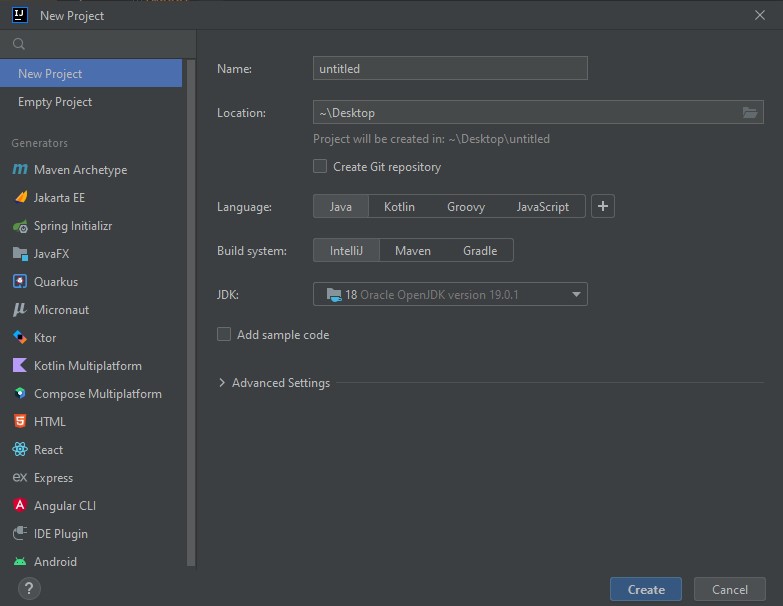 IJ New Project
New Project
Empty Project
Generators
m Maven Archetype
Jakarta EE
Spring Initializr
JavaFX
Quarkus
μ Micronaut
Ktor
Kotlin Multiplatform
Compose Multiplatform
5 HTML
React
ex Express
A Angular CLI
IDE Plugin
Android
?
Name: untitled
Location: ~\Desktop
Project will be created in: ~\Desktop\untitled
Create Git repository
Language: Java Kotlin Groovy JavaScript +
Build system: IntelliJ Maven Gradle
JDK: 18 Oracle OpenJDK version 19.0.1
Add sample code
Advanced Settings
Create Cancel